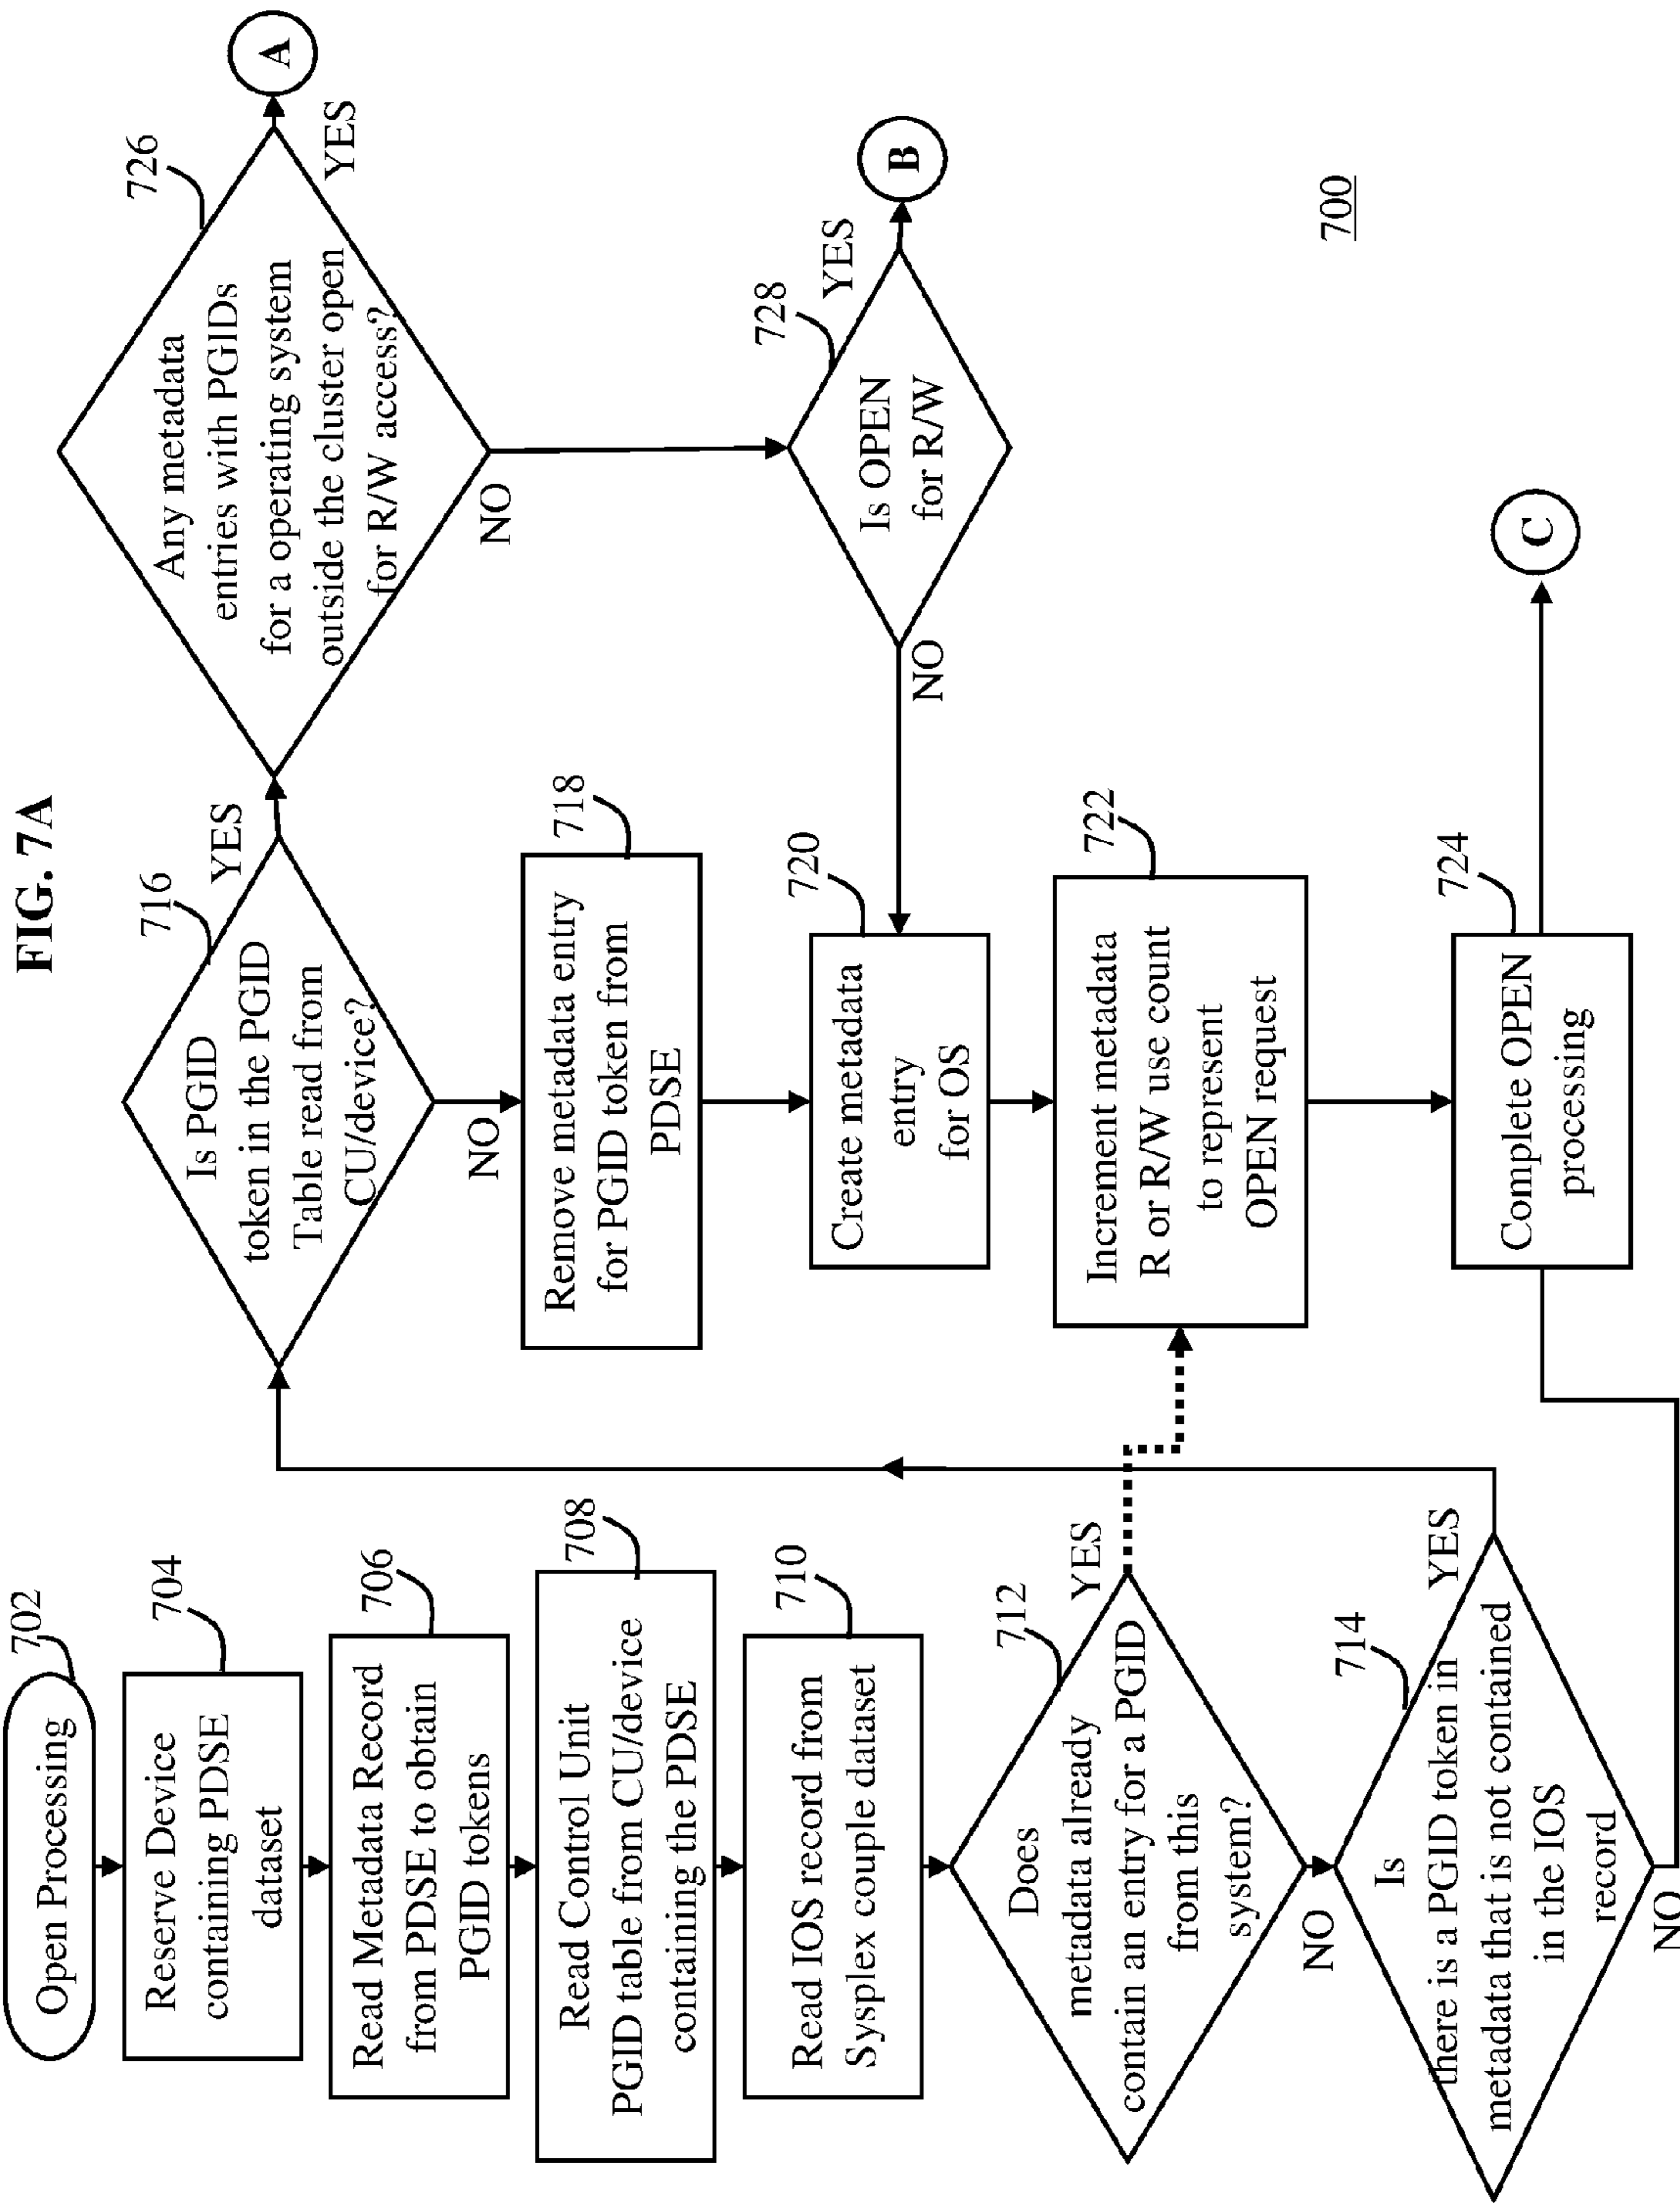 FIG. 7A
702
Open Processing
704
Reserve Device
containing PDSE
dataset
706
Read Metadata Record
from PDSE to obtain
PGID tokens
708
Read Control Unit
PGID table from CU/device
containing the PDSE
710
Read IOS record from
Sysplex couple dataset
712
Does
metadata already
contain an entry for a PGID
from this
system?
YES
NO
714
Is
there is a PGID token in
metadata that is not contained
in the IOS
record
YES
NO
716
Is PGID
token in the PGID
Table read from
CU/device?
YES
NO
718
Remove metadata entry
for PGID token from
PDSE
720
Create metadata
entry
for OS
722
Increment metadata
R or R/W use count
to represent
OPEN request
724
Complete OPEN
processing
726
Any metadata
entries with PGIDs
for a operating system
outside the cluster open
for R/W access?
YES
NO
A
728
Is OPEN
for R/W
YES
NO
B
C
700